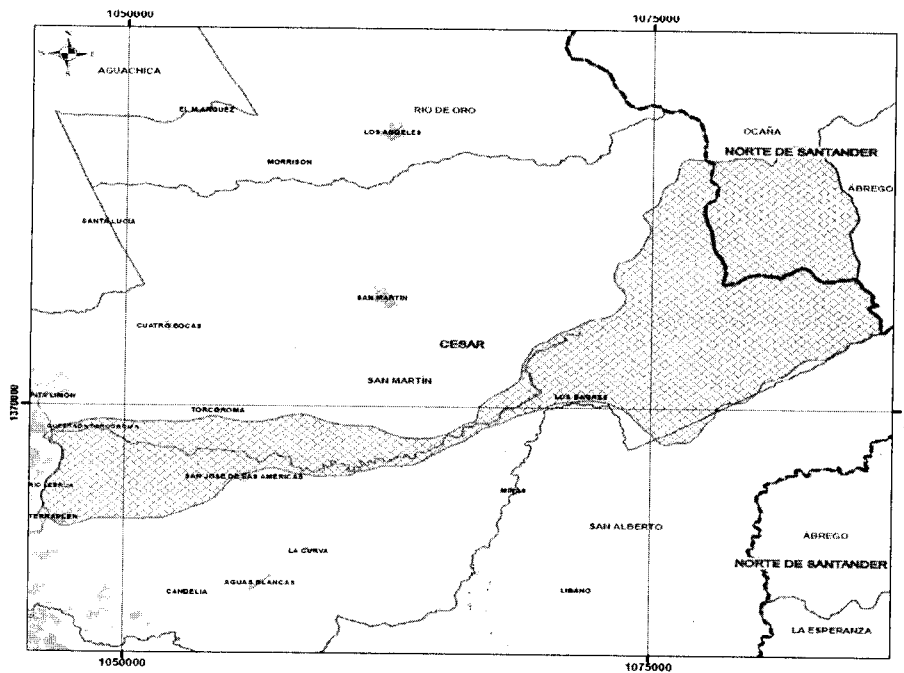 1050000
1075000
AGUACHICA
EL MARQUEZ
RIO DE ORO
LOS ANGELES
OCAÑA
NORTE DE SANTANDER
MORRISON
ABREGO
SANTA LUCIA
SAN MARTIN
CUATRO BOCAS
CESAR
SAN MARTÍN
1370000
LOS BAGRES
TORCOROMA
SAN JOSE DE LAS AMERICAS
MINAS
TERRAPLEN
SAN ALBERTO
ÁBREGO
LA CURVA
NORTE DE SANTANDER
AGUAS BLANCAS
CANDELIA
LIBANO
LA ESPERANZA
1050000
1075000